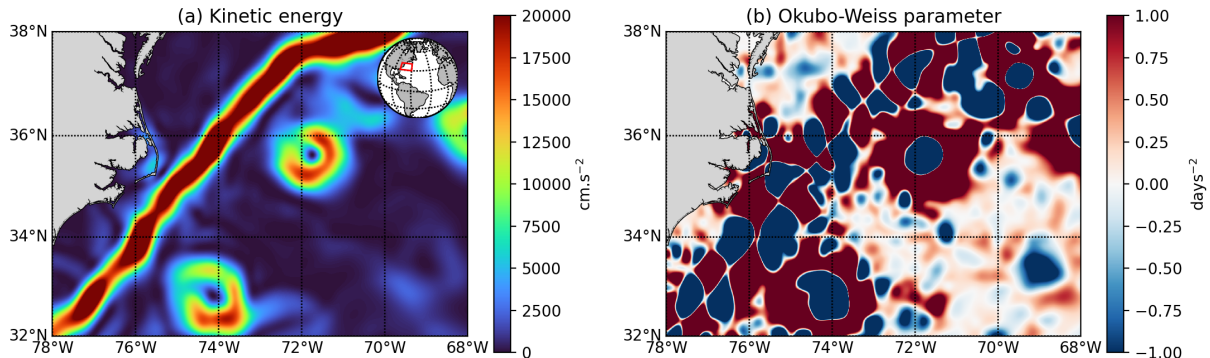 (a) Kinetic energy
38°N
36°N
34°N
32°N
78°W
76°W
74°W
72°W
70°W
68°W
20000
17500
15000
12500
10000
7500
5000
2500
0
cm.s⁻²
(b) Okubo-Weiss parameter
38°N
36°N
34°N
32°N
78°W
76°W
74°W
72°W
70°W
68°W
1.00
0.75
0.50
0.25
0.00
−0.25
−0.50
−0.75
−1.00
days⁻²